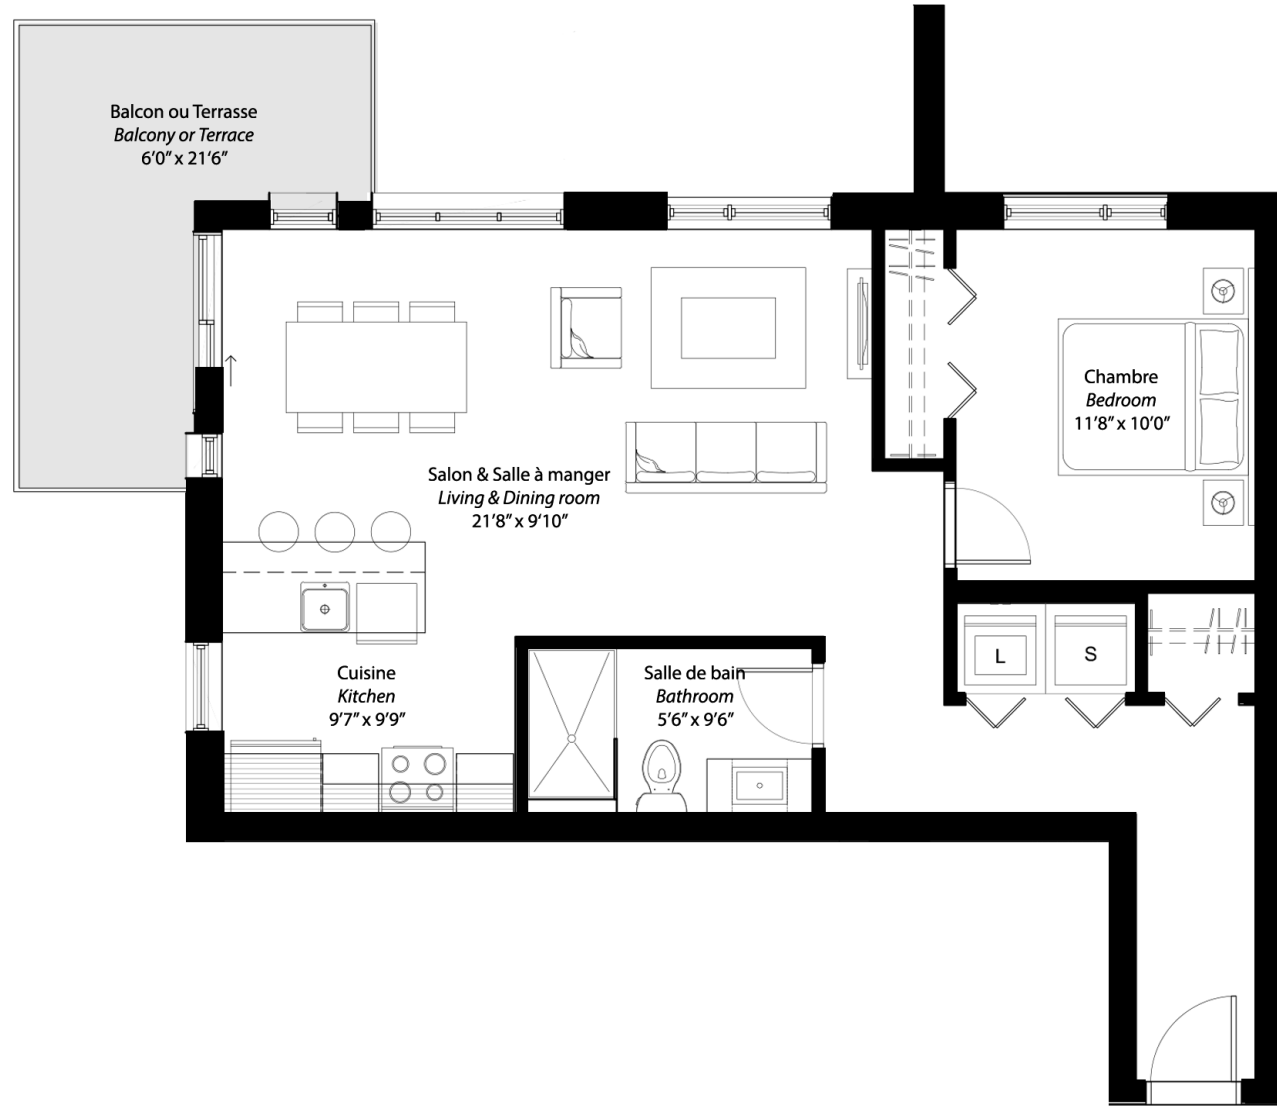 Balcon ou Terrasse
Balcony or Terrace
6’0” x 21‘6”
Chambre
Bedroom
11’8” x 10’0”
Salon & Salle à manger
Living & Dining room
21’8” x 9‘10”
Cuisine
Kitchen
9’7” x 9’9”
Salle de bain
Bathroom
5’6” x 9’6”
L
S